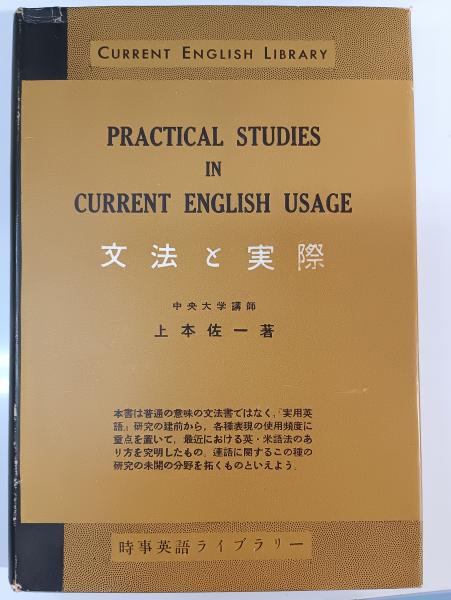 CURRENT ENGLISH LIBRARY
PRACTICAL STUDIES
IN
CURRENT ENGLISH USAGE
文法と実際
中央大学講師
上本佐一著
本書は普通の意味の文法書ではなく，『実用英
語』研究の建前から，各種表現の使用頻度に
重点を置いて，最近における英・米語法のあ
り方を究明したもの。連語に関するこの種の
研究の未開の分野を拓くものといえよう．
時事英語ライブラリー